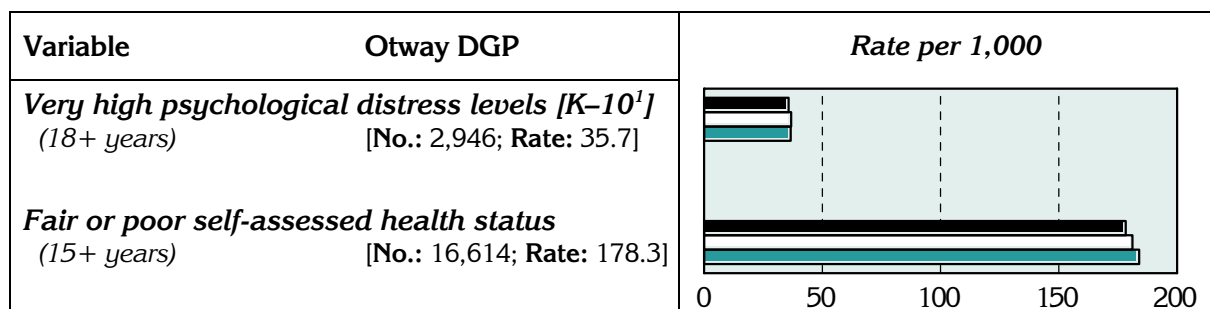 Variable Otway DGP Rate per 1,000
Very high psychological distress levels [K–10¹]
(18+ years) [No.: 2,946; Rate: 35.7]
Fair or poor self-assessed health status
(15+ years) [No.: 16,614; Rate: 178.3]
0 50 100 150 200